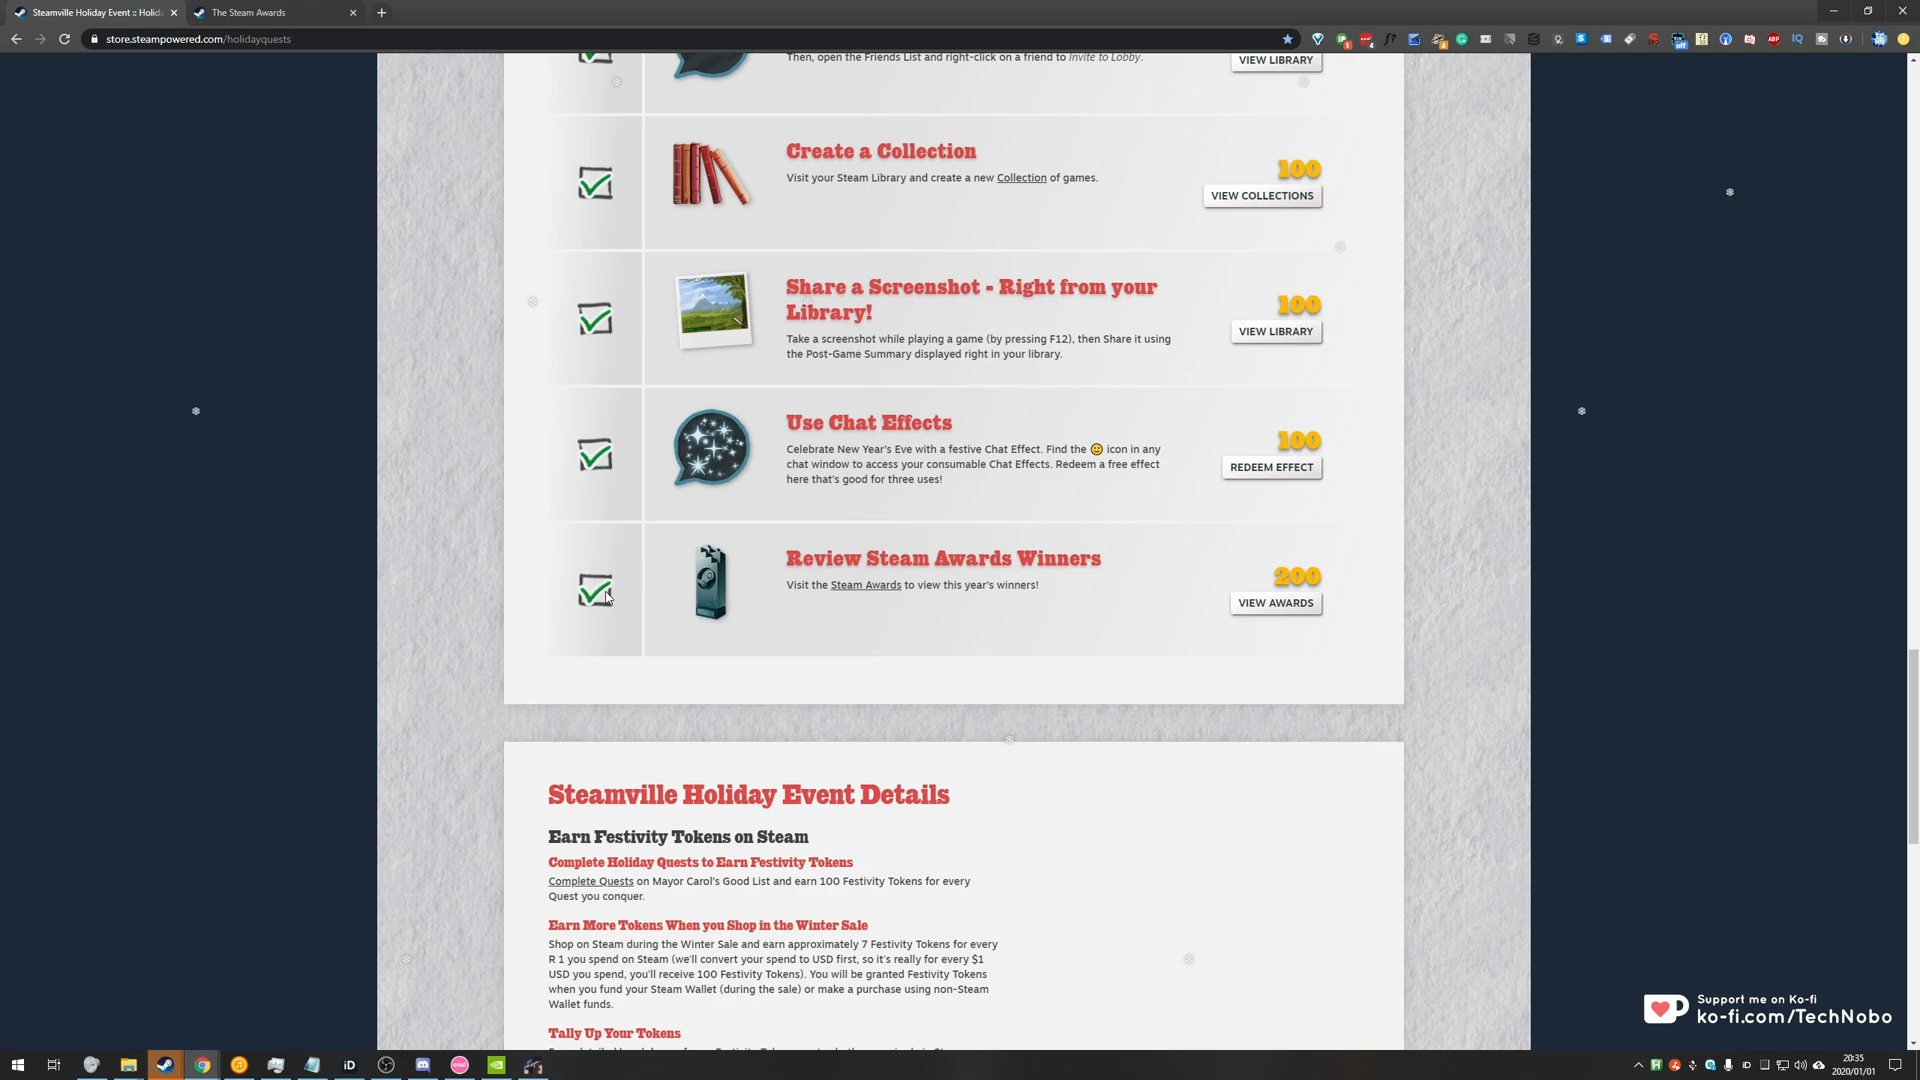 Steamville Holiday Event :: Holid
The Steam Awards
store.steampowered.com/holidayquests
Then, open the Friends List and right-click on a friend to Invite to Lobby.
VIEW LIBRARY
Create a Collection
Visit your Steam Library and create a new Collection of games.
100
VIEW COLLECTIONS
Share a Screenshot - Right from your
Library!
Take a screenshot while playing a game (by pressing F12), then Share it using
the Post-Game Summary displayed right in your library.
100
VIEW LIBRARY
Use Chat Effects
Celebrate New Year's Eve with a festive Chat Effect. Find the icon in any
chat window to access your consumable Chat Effects. Redeem a free effect
here that's good for three uses!
100
REDEEM EFFECT
Review Steam Awards Winners
Visit the Steam Awards to view this year's winners!
200
VIEW AWARDS
Steamville Holiday Event Details
Earn Festivity Tokens on Steam
Complete Holiday Quests to Earn Festivity Tokens
Complete Quests on Mayor Carol's Good List and earn 100 Festivity Tokens for every
Quest you conquer.
Earn More Tokens When you Shop in the Winter Sale
Shop on Steam during the Winter Sale and earn approximately 7 Festivity Tokens for every
R 1 you spend on Steam (we'll convert your spend to USD first, so it's really for every $1
USD you spend, you'll receive 100 Festivity Tokens). You will be granted Festivity Tokens
when you fund your Steam Wallet (during the sale) or make a purchase using non-Steam
Wallet funds.
Tally Up Your Tokens
Support me on Ko-fi
ko-fi.com/TechNobo
20:35
2020/01/01